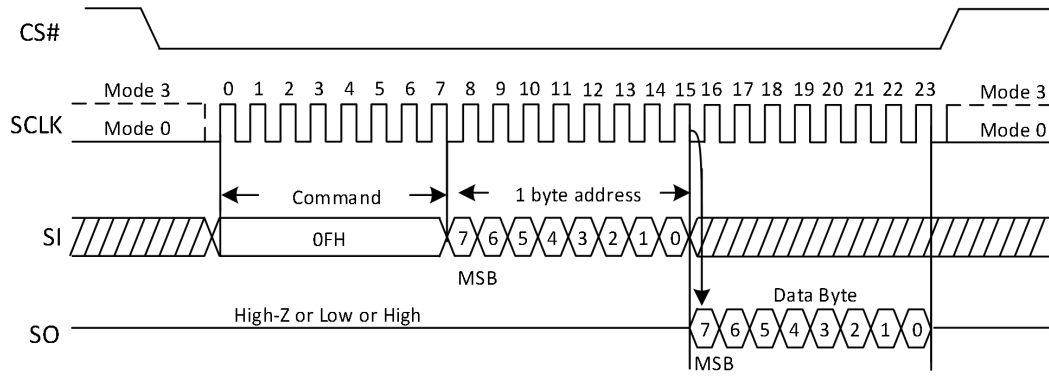 CS#
0 1 2 3 4 5 6 7 8 9 10 11 12 13 14 15 16 17 18 19 20 21 22 23
Mode 3 Mode 3
SCLK
Mode 0 Mode 0
Command 1 byte address
SI 0FH 7 6 5 4 3 2 1 0
MSB
Data Byte
High-Z or Low or High
SO 7 6 5 4 3 2 1 0
MSB